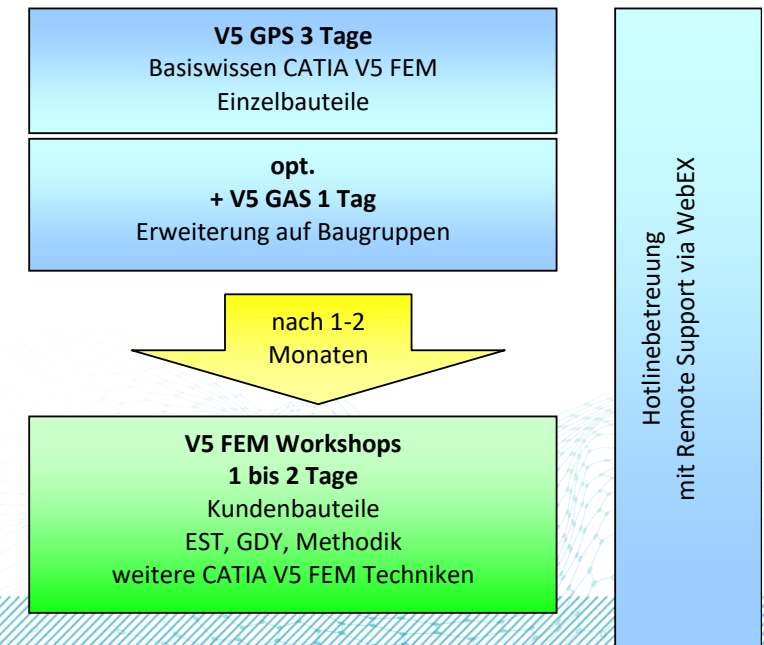 V5 GPS 3 Tage
Basiswissen CATIA V5 FEM
Einzelbauteile
opt.
+ V5 GAS 1 Tag
Erweiterung auf Baugruppen
nach 1-2
Monaten
V5 FEM Workshops
1 bis 2 Tage
Kundenbauteile
EST, GDY, Methodik
weitere CATIA V5 FEM Techniken
Hotlinebetreuung
mit Remote Support via WebEX